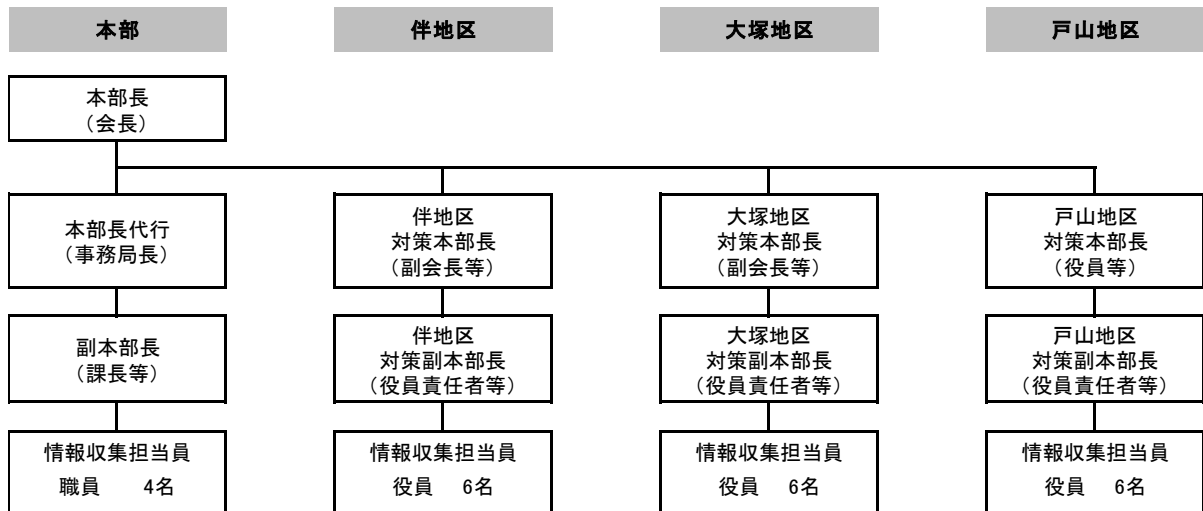 本部
伴地区
大塚地区
戸山地区
本部長
（会長）
本部長代行
（事務局長）
伴地区
対策本部長
（副会長等）
大塚地区
対策本部長
（副会長等）
戸山地区
対策本部長
（役員等）
副本部長
（課長等）
伴地区
対策副本部長
（役員責任者等）
大塚地区
対策副本部長
（役員責任者等）
戸山地区
対策副本部長
（役員責任者等）
情報収集担当員
職員　4名
情報収集担当員
役員　6名
情報収集担当員
役員　6名
情報収集担当員
役員　6名